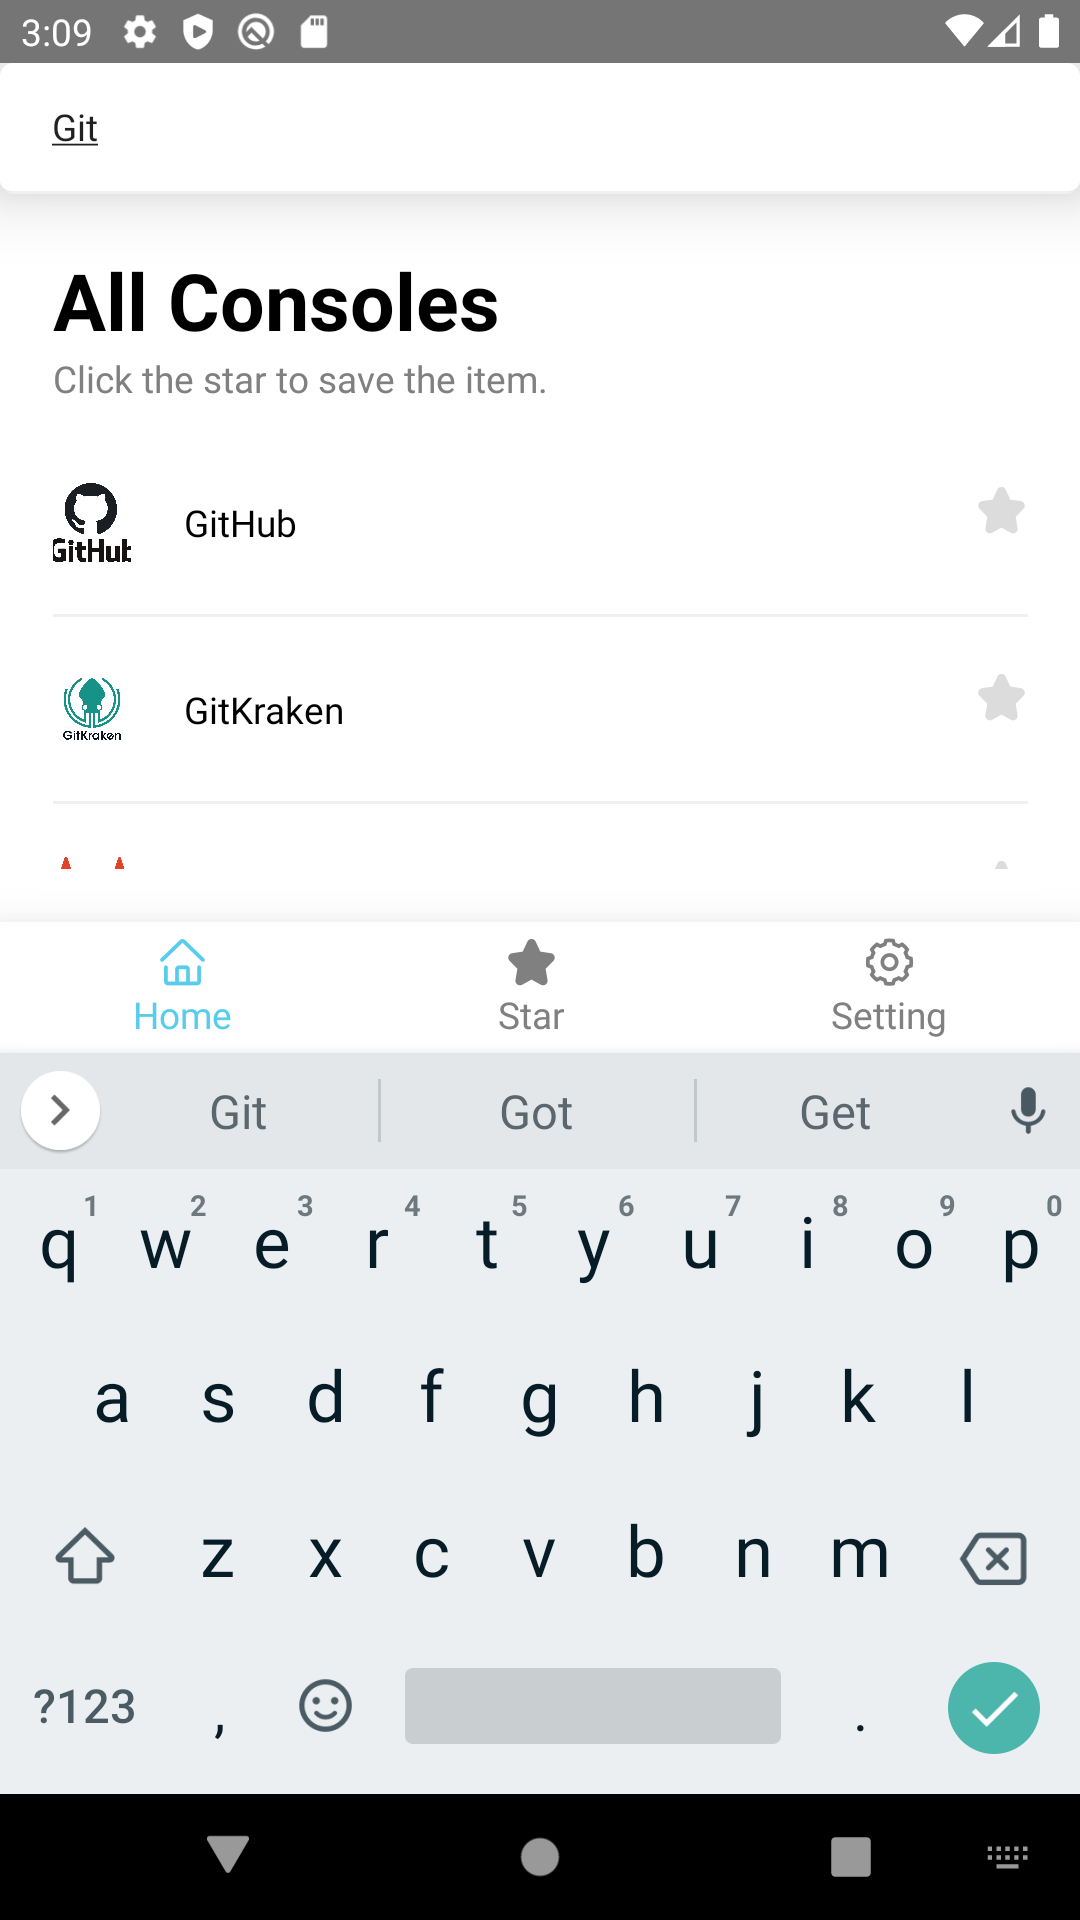 3:09
Git
All Consoles
Click the star to save the item.
GitHub
GitHub
GitKraken
GitKraken
Home Star Setting
Git Got Get
1 2 3 4 5 6 7 8 9 0
q w e r t y u i o p
a s d f g h j k l
z x c v b n m
?123 , .